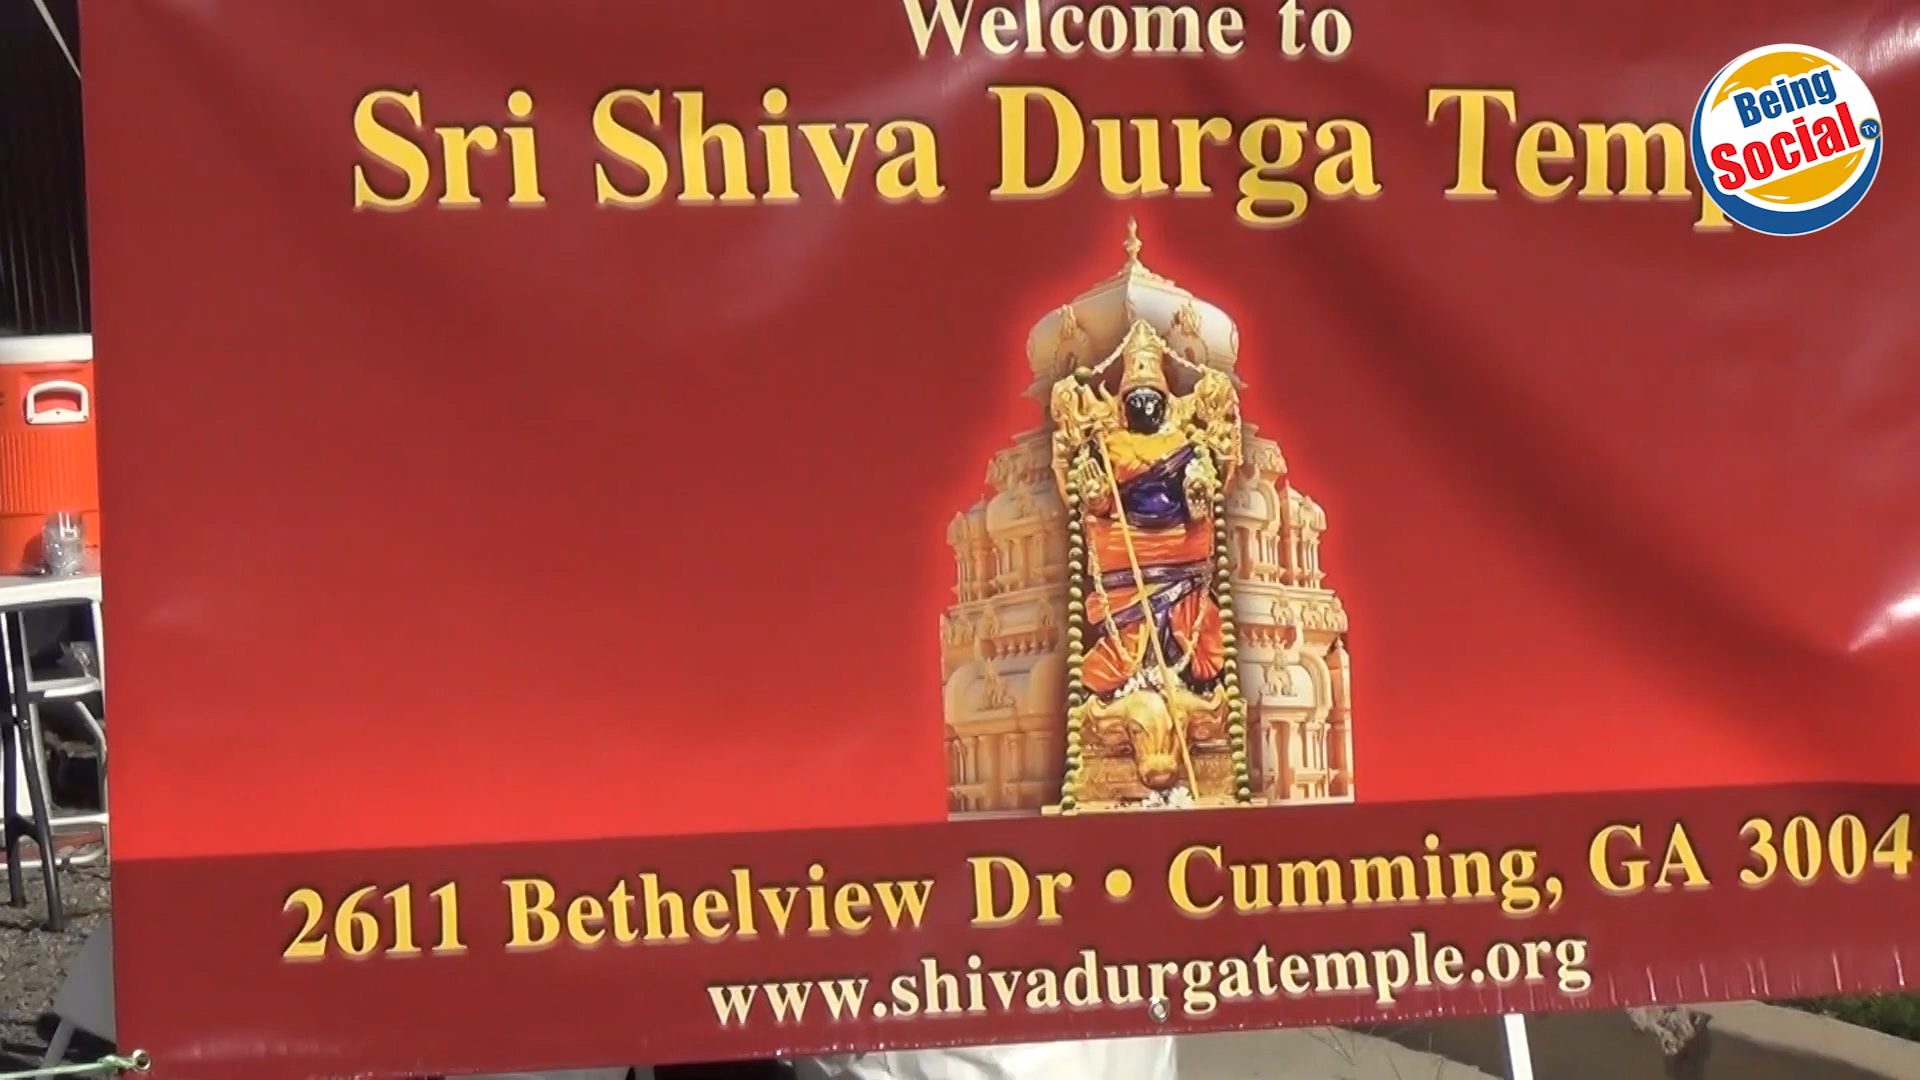 Welcome to
Sri Shiva Durga Temp
2611 Bethelview Dr • Cumming, GA 3004
www.shivadurgatemple.org
Being
Social
TV